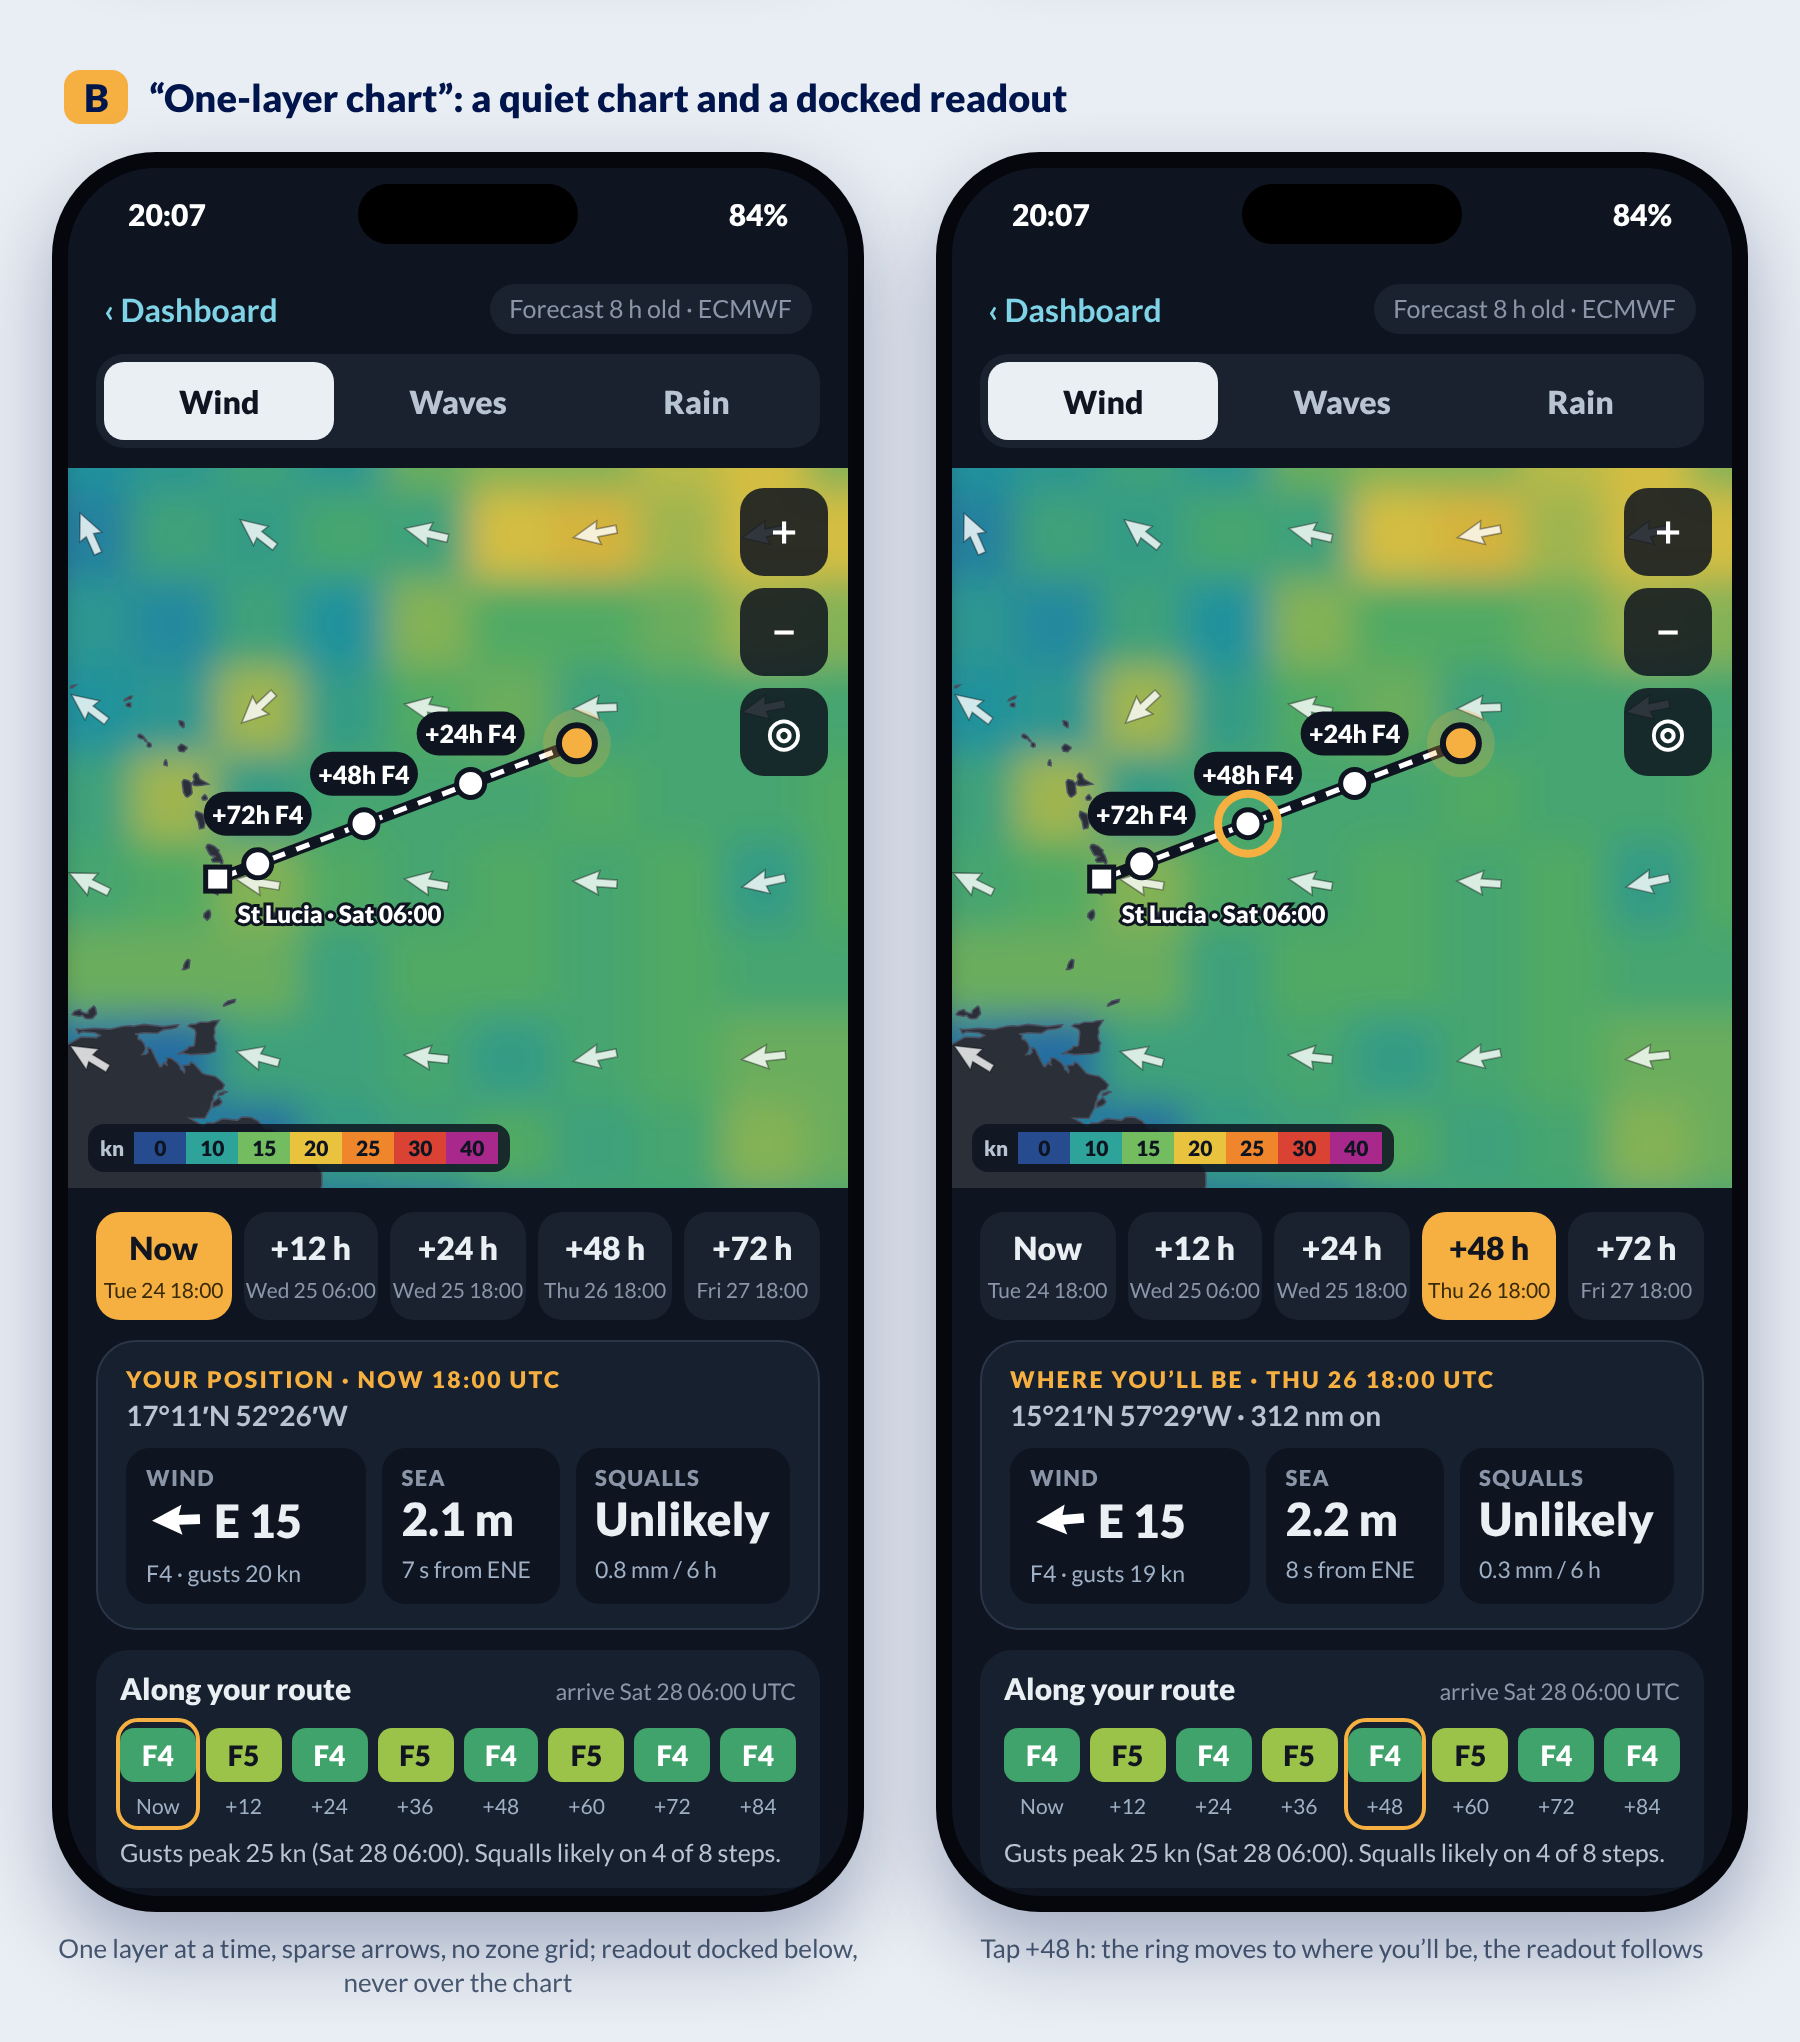 B “One-layer chart”: a quiet chart and a docked readout
20:07 84%
‹ Dashboard Forecast 8 h old · ECMWF
Wind Waves Rain
+
−
+24h F4
+48h F4
+72h F4
St Lucia · Sat 06:00
kn 0 10 15 20 25 30 40
Now +12 h +24 h +48 h +72 h
Tue 24 18:00 Wed 25 06:00 Wed 25 18:00 Thu 26 18:00 Fri 27 18:00
YOUR POSITION · NOW 18:00 UTC
17°11′N 52°26′W
WIND SEA SQUALLS
E 15 2.1 m Unlikely
F4 · gusts 20 kn 7 s from ENE 0.8 mm / 6 h
Along your route arrive Sat 28 06:00 UTC
F4 F5 F4 F5 F4 F5 F4 F4
Now +12 +24 +36 +48 +60 +72 +84
Gusts peak 25 kn (Sat 28 06:00). Squalls likely on 4 of 8 steps.
One layer at a time, sparse arrows, no zone grid; readout docked below,
never over the chart
20:07 84%
‹ Dashboard Forecast 8 h old · ECMWF
Wind Waves Rain
+
−
+24h F4
+48h F4
+72h F4
St Lucia · Sat 06:00
kn 0 10 15 20 25 30 40
Now +12 h +24 h +48 h +72 h
Tue 24 18:00 Wed 25 06:00 Wed 25 18:00 Thu 26 18:00 Fri 27 18:00
WHERE YOU’LL BE · THU 26 18:00 UTC
15°21′N 57°29′W · 312 nm on
WIND SEA SQUALLS
E 15 2.2 m Unlikely
F4 · gusts 19 kn 8 s from ENE 0.3 mm / 6 h
Along your route arrive Sat 28 06:00 UTC
F4 F5 F4 F5 F4 F5 F4 F4
Now +12 +24 +36 +48 +60 +72 +84
Gusts peak 25 kn (Sat 28 06:00). Squalls likely on 4 of 8 steps.
Tap +48 h: the ring moves to where you’ll be, the readout follows